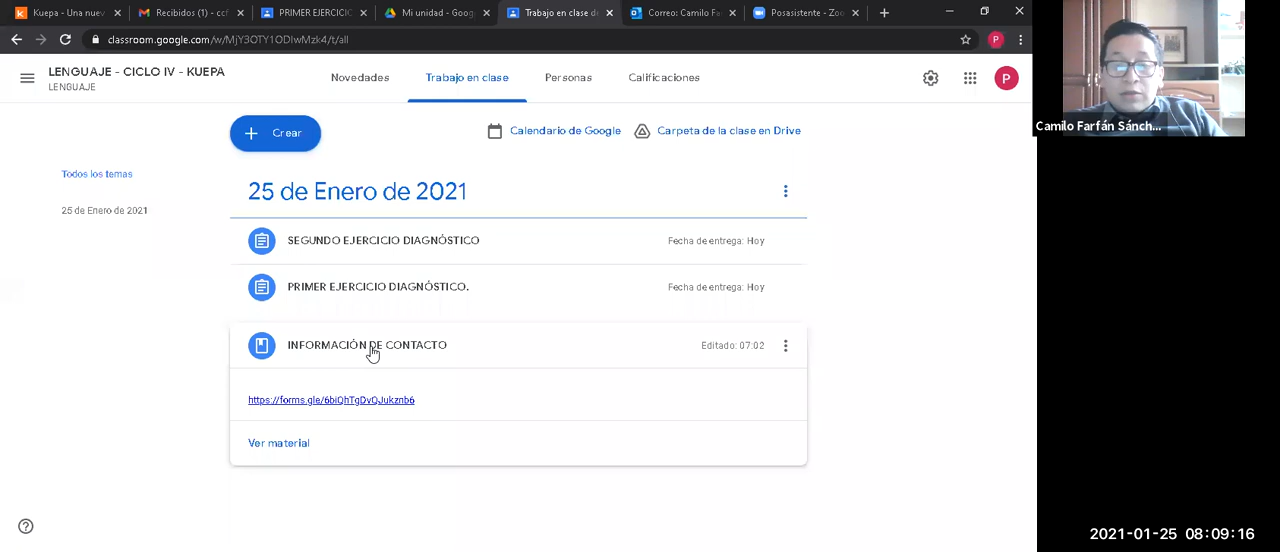 Kuepa - Una nuev
Recibidos (1) - ccf
PRIMER EJERCICIO
Mi unidad - Goog
Trabajo en clase de
Correo: Camilo Fa
Posasistente - Zoo
classroom.google.com/w/MjY3OTY1ODIwMzk4/t/all
P
LENGUAJE - CICLO IV - KUEPA
LENGUAJE
Novedades
Trabajo en clase
Personas
Calificaciones
P
Camilo Farfán Sánch...
Crear
Calendario de Google
Carpeta de la clase en Drive
Todos los temas
25 de Enero de 2021
25 de Enero de 2021
SEGUNDO EJERCICIO DIAGNÓSTICO
Fecha de entrega: Hoy
PRIMER EJERCICIO DIAGNÓSTICO.
Fecha de entrega: Hoy
INFORMACIÓN DE CONTACTO
Editado: 07:02
https://forms.gle/6biQhTgDvQJukznb6
Ver material
2021-01-25 08:09:16